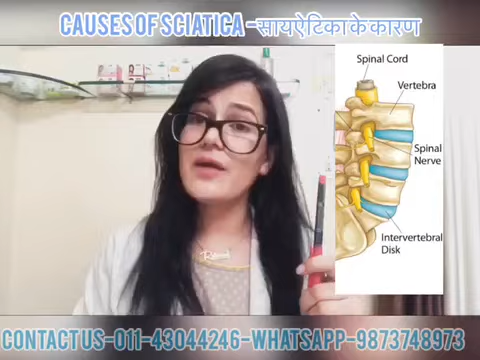 CAUSES OF SCIATICA -सायऐटिका के कारण
Spinal Cord
Vertebra
Spinal
Nerve
Intervertebral
Disk
CONTACT US-011-43044246-WHATSAPP-9873748973